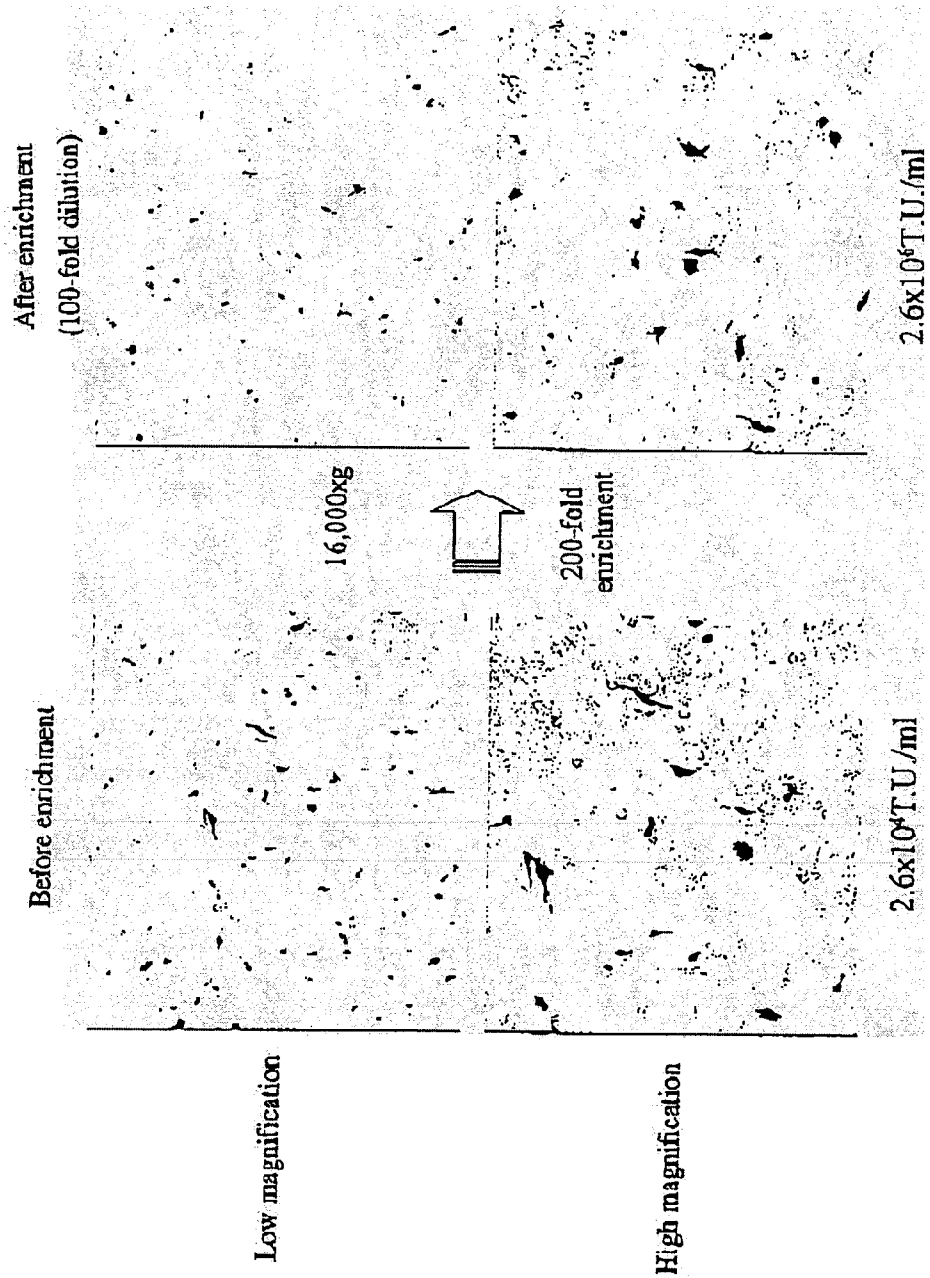 Before enrichment
After enrichment
(100-fold dilution)
Low magnification
16,000xg
200-fold
enrichment
High magnification
2.6x10⁴T.U./ml
2.6x10⁶T.U./ml